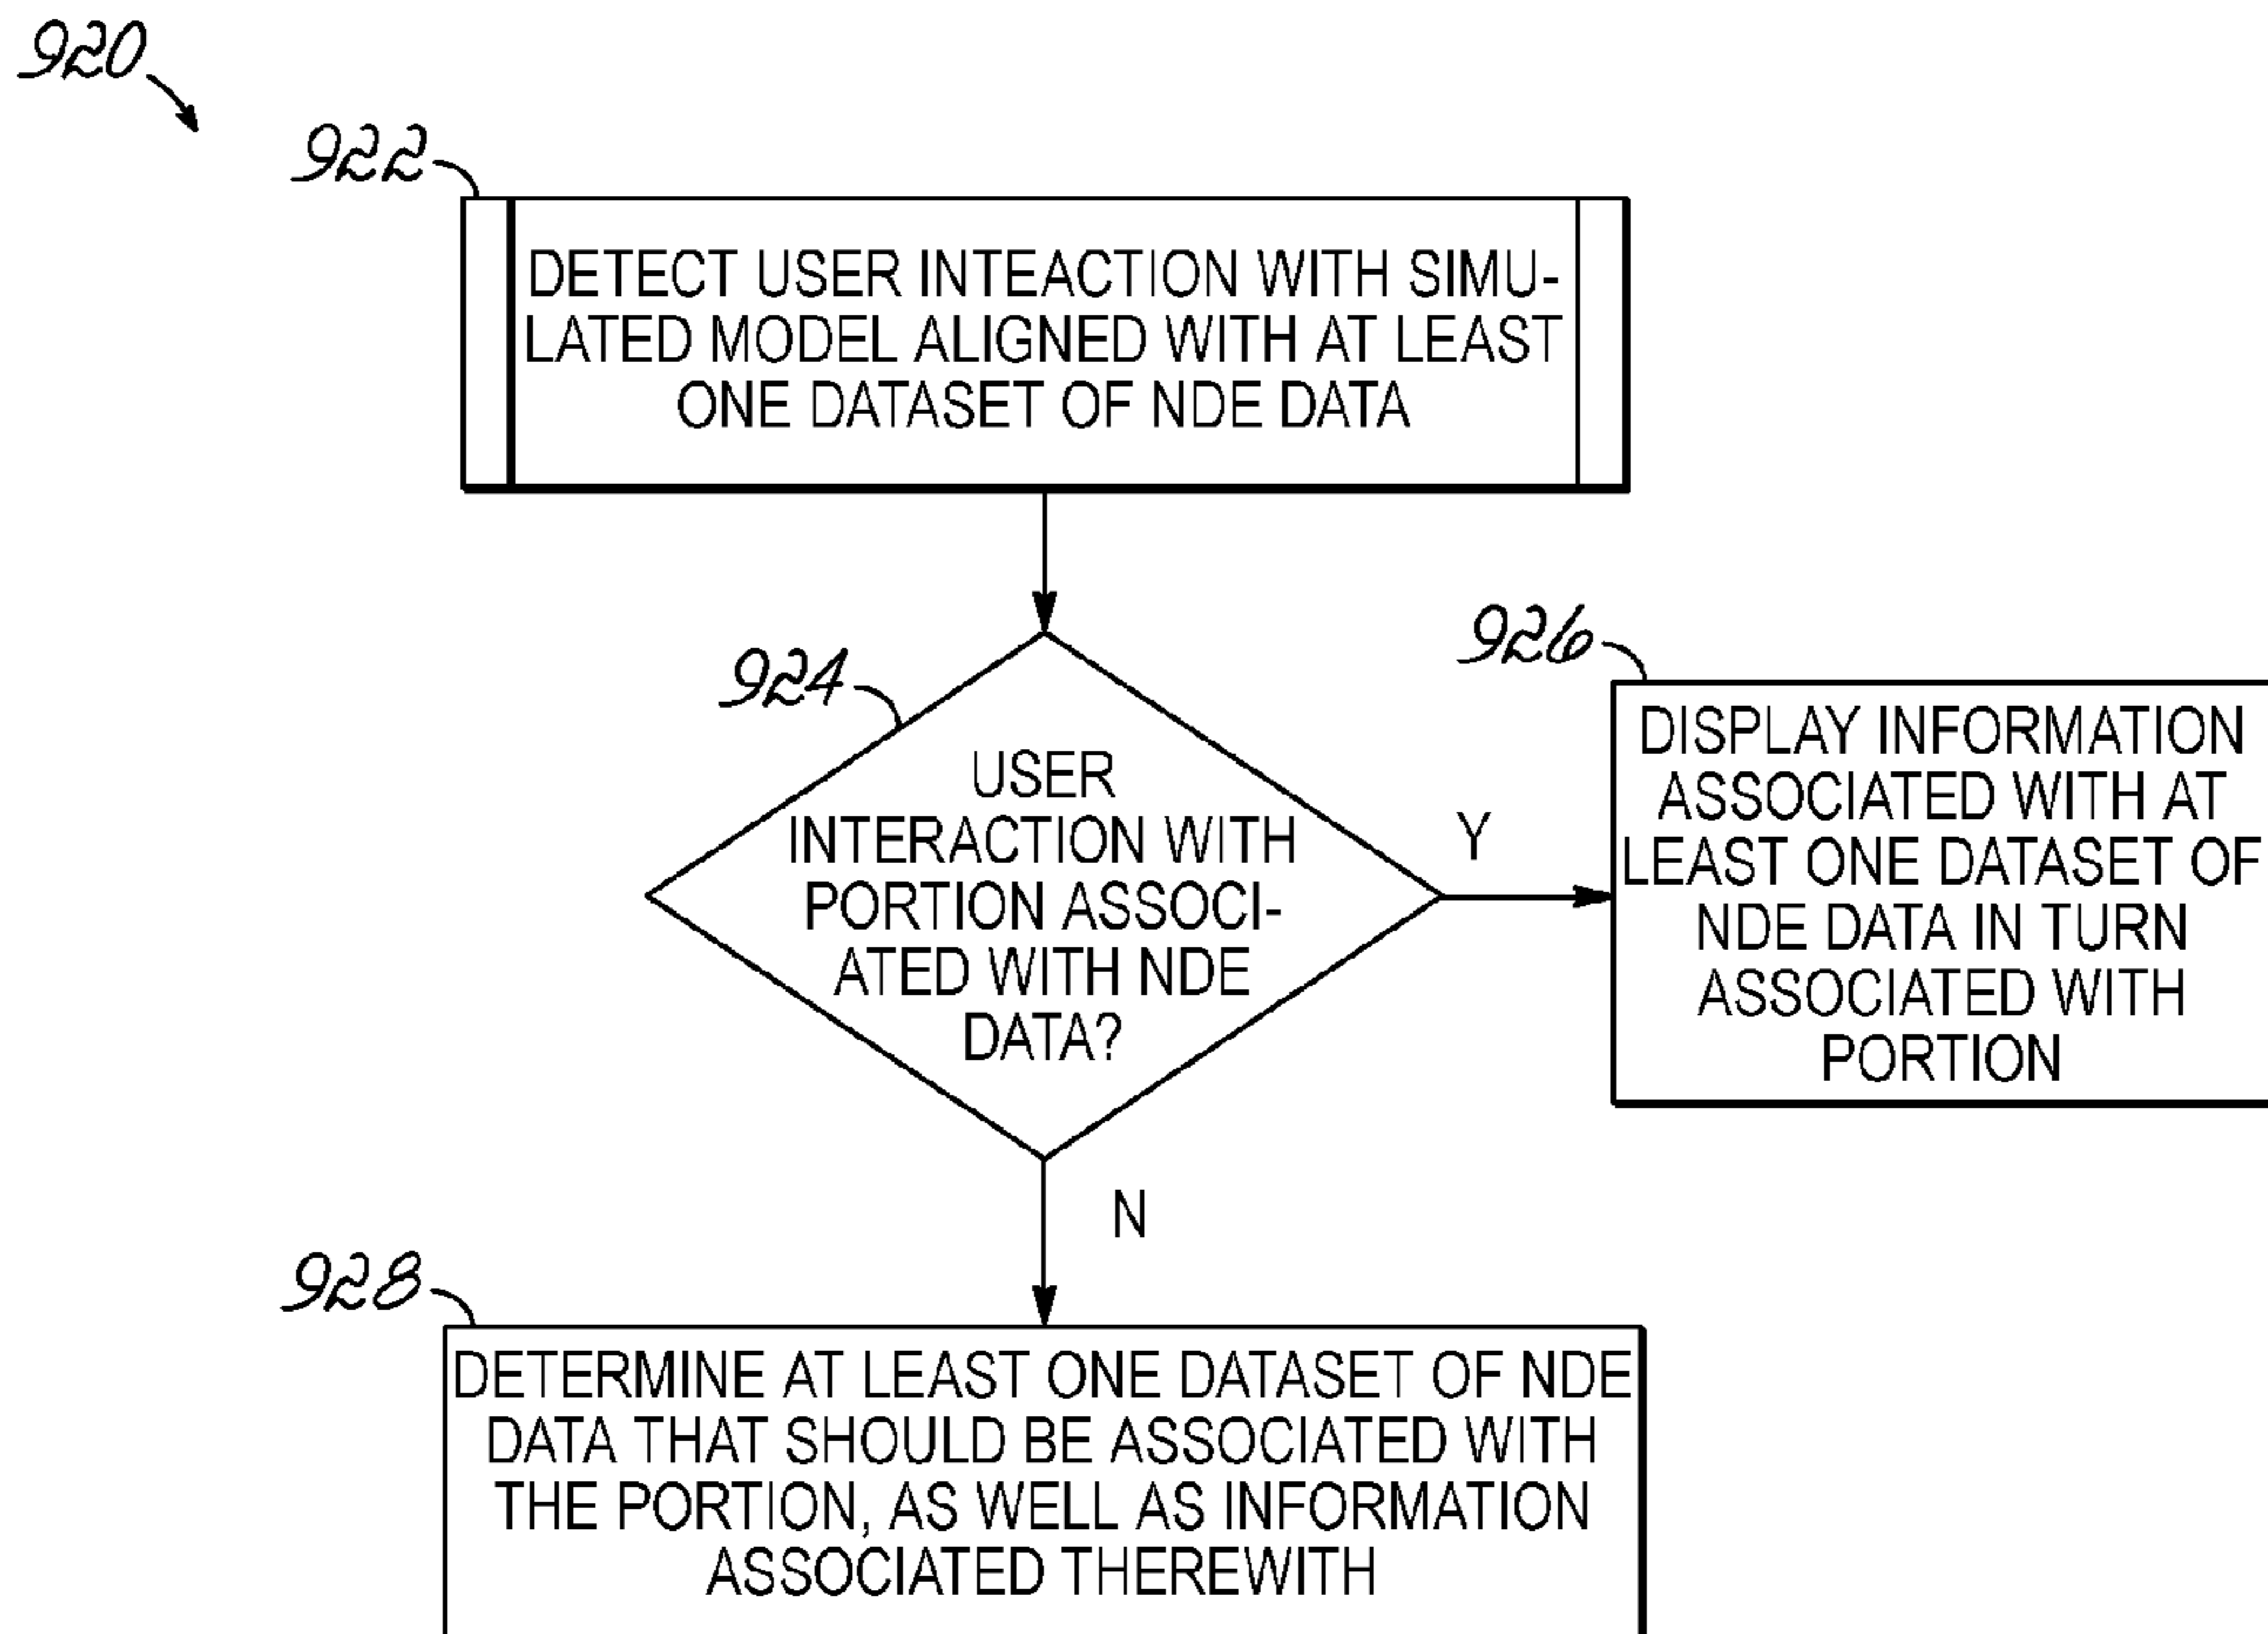 920
922
DETECT USER INTEACTION WITH SIMU-
LATED MODEL ALIGNED WITH AT LEAST
ONE DATASET OF NDE DATA
924
USER
INTERACTION WITH
PORTION ASSOCI-
ATED WITH NDE
DATA?
Y
926
DISPLAY INFORMATION
ASSOCIATED WITH AT
LEAST ONE DATASET OF
NDE DATA IN TURN
ASSOCIATED WITH
PORTION
N
928
DETERMINE AT LEAST ONE DATASET OF NDE
DATA THAT SHOULD BE ASSOCIATED WITH
THE PORTION, AS WELL AS INFORMATION
ASSOCIATED THEREWITH